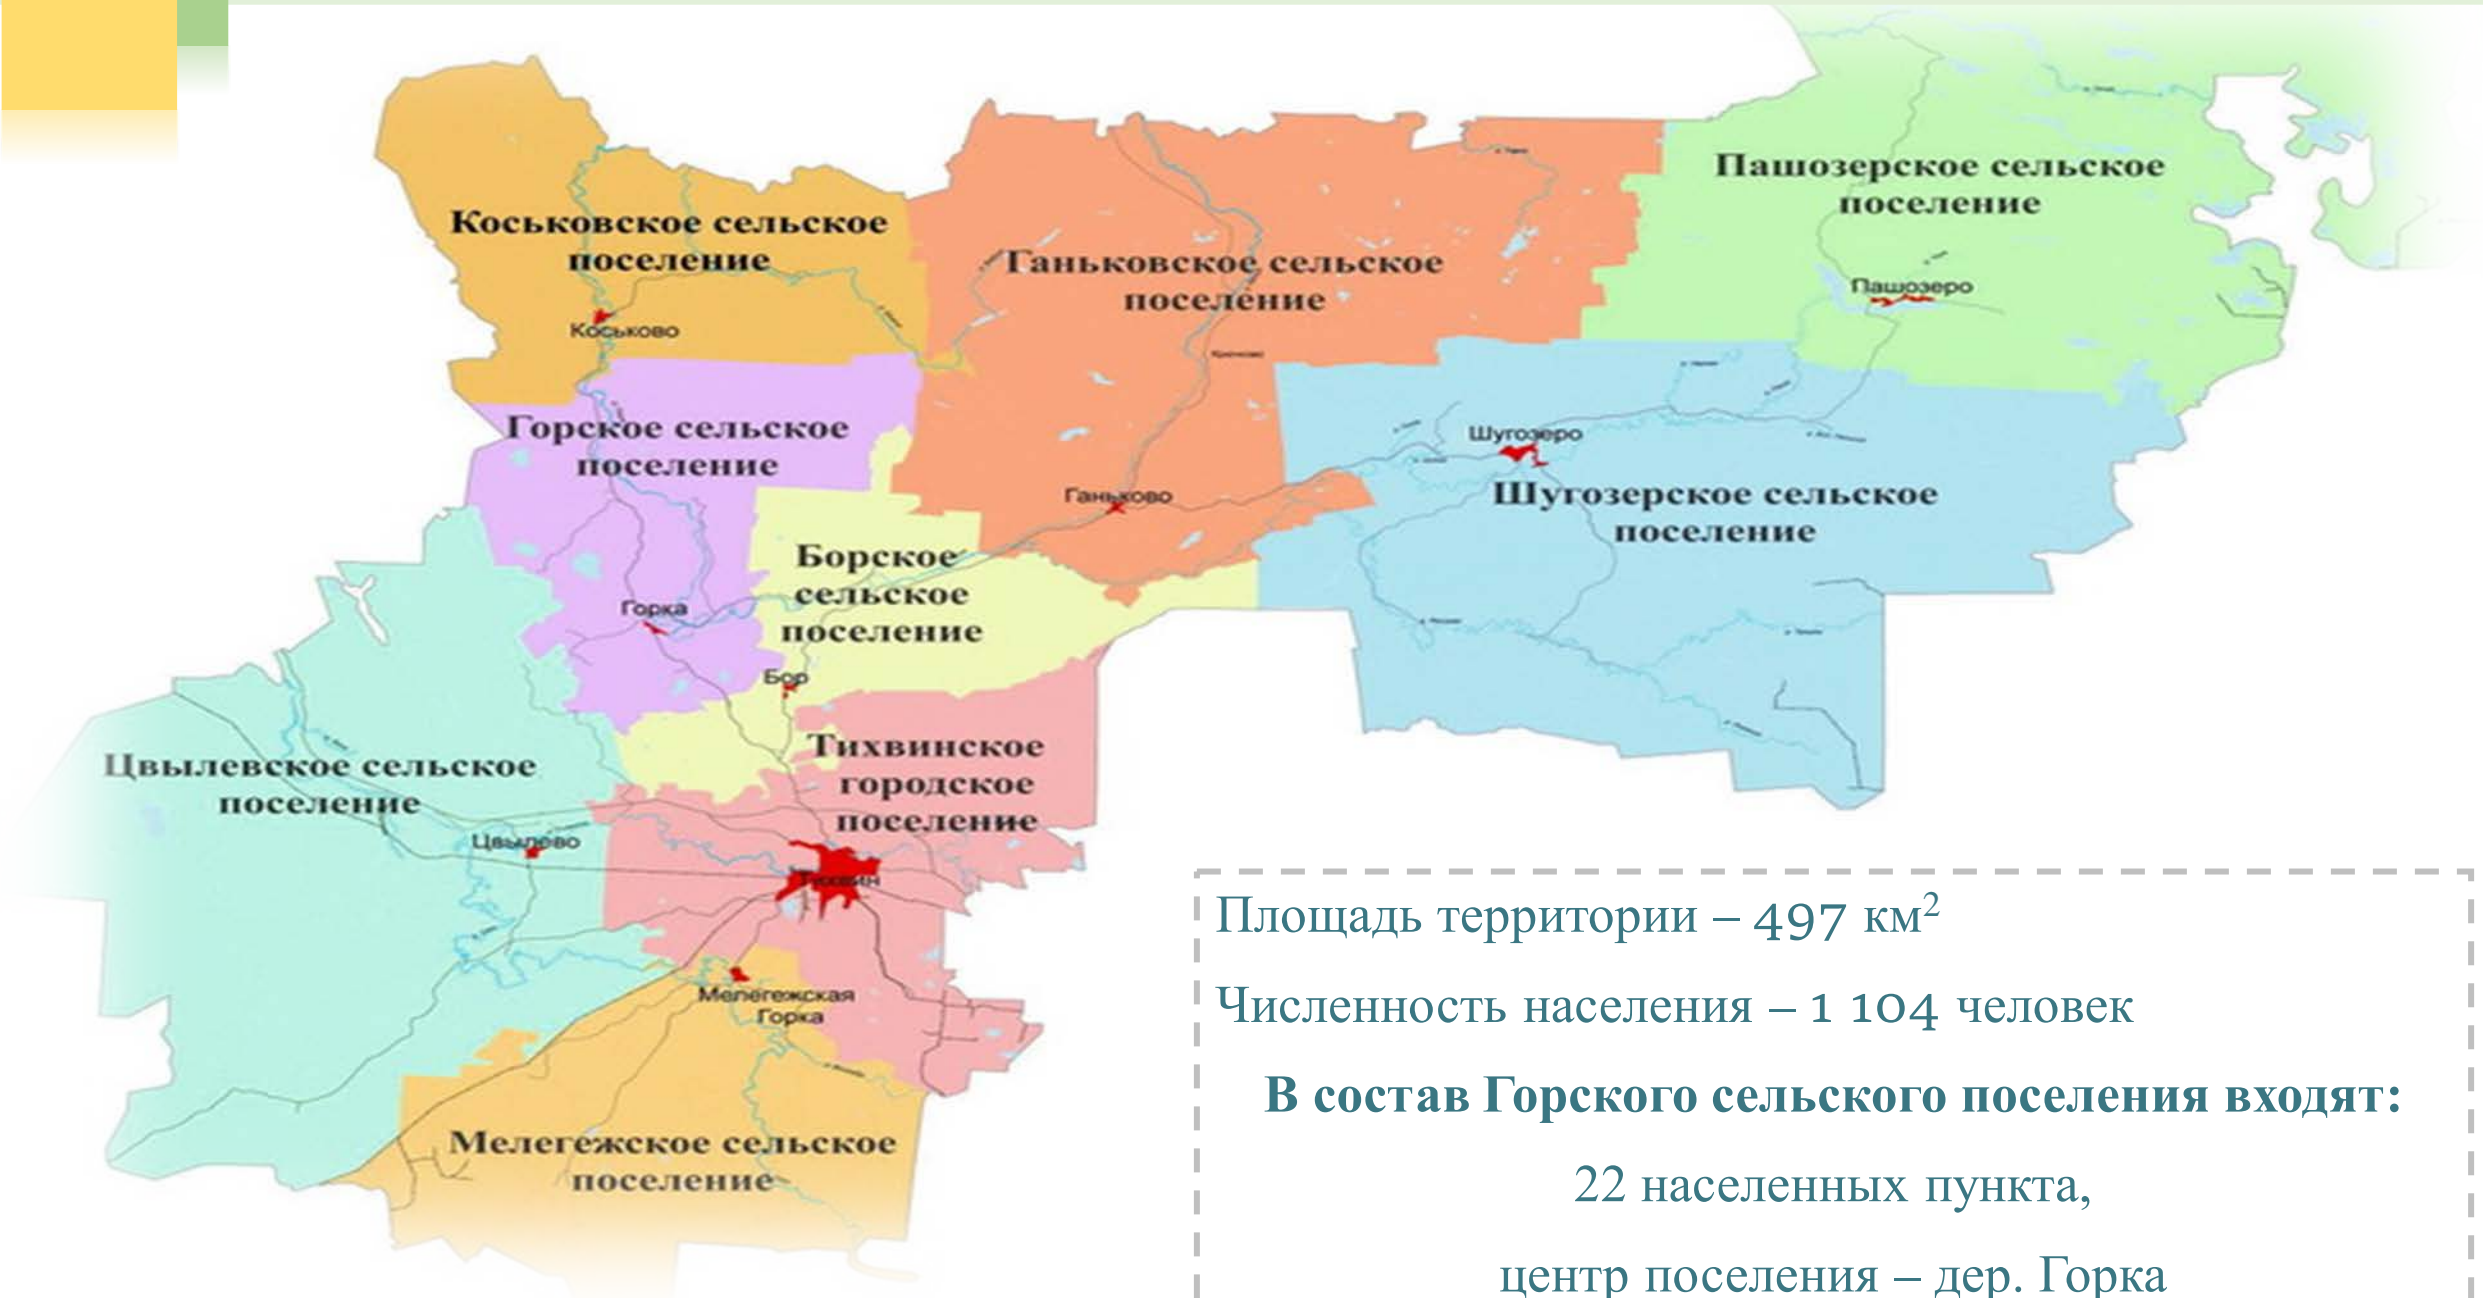 Пашозерское сельское
поселение
Коськовское сельское
поселение
Ганьковское сельское
поселение
Пашозеро
Коськово
Горское сельское
поселение
Шугозеро
Ганьково
Шугозерское сельское
поселение
Борское
сельское
поселение
Горка
Бор
Тихвинское
городское
поселение
Цвылевское сельское
поселение
Цвылево
Тихвин
Мелегежская
Горка
Мелегежское сельское
поселение
Площадь территории – 497 км²
Численность населения – 1 104 человек
В состав Горского сельского поселения входят:
22 населенных пункта,
центр поселения – дер. Горка